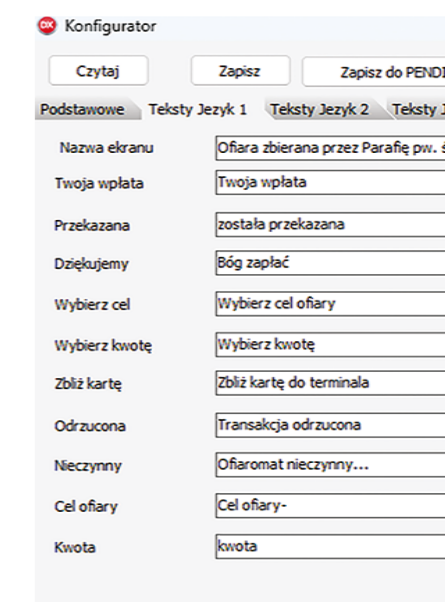 Konfigurator
Czytaj Zapisz Zapisz do PENDI
Podstawowe Teksty Jezyk 1 Teksty Jezyk 2 Teksty J
Nazwa ekranu Ofiara zbierana przez Parafię pw. ś
Twoja wpłata Twoja wpłata
Przekazana została przekazana
Dziękujemy Bóg zapłać
Wybierz cel Wybierz cel ofiary
Wybierz kwotę Wybierz kwotę
Zbliż kartę Zbliż kartę do terminala
Odrzucona Transakcja odrzucona
Nieczynny Ofiaromat nieczynny...
Cel ofiary Cel ofiary-
Kwota kwota